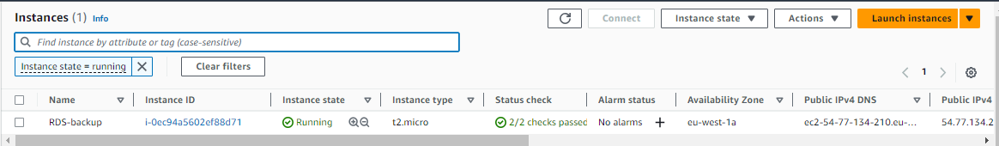 Instances (1) Info
Connect Instance state Actions Launch instances
Find instance by attribute or tag (case-sensitive)
Instance state = running Clear filters
1
Name Instance ID Instance state Instance type Status check Alarm status Availability Zone Public IPv4 DNS Public IPv4
RDS-backup i-0ec94a5602ef88d71 Running t2.micro 2/2 checks passed No alarms eu-west-1a ec2-54-77-134-210.eu-... 54.77.134.2